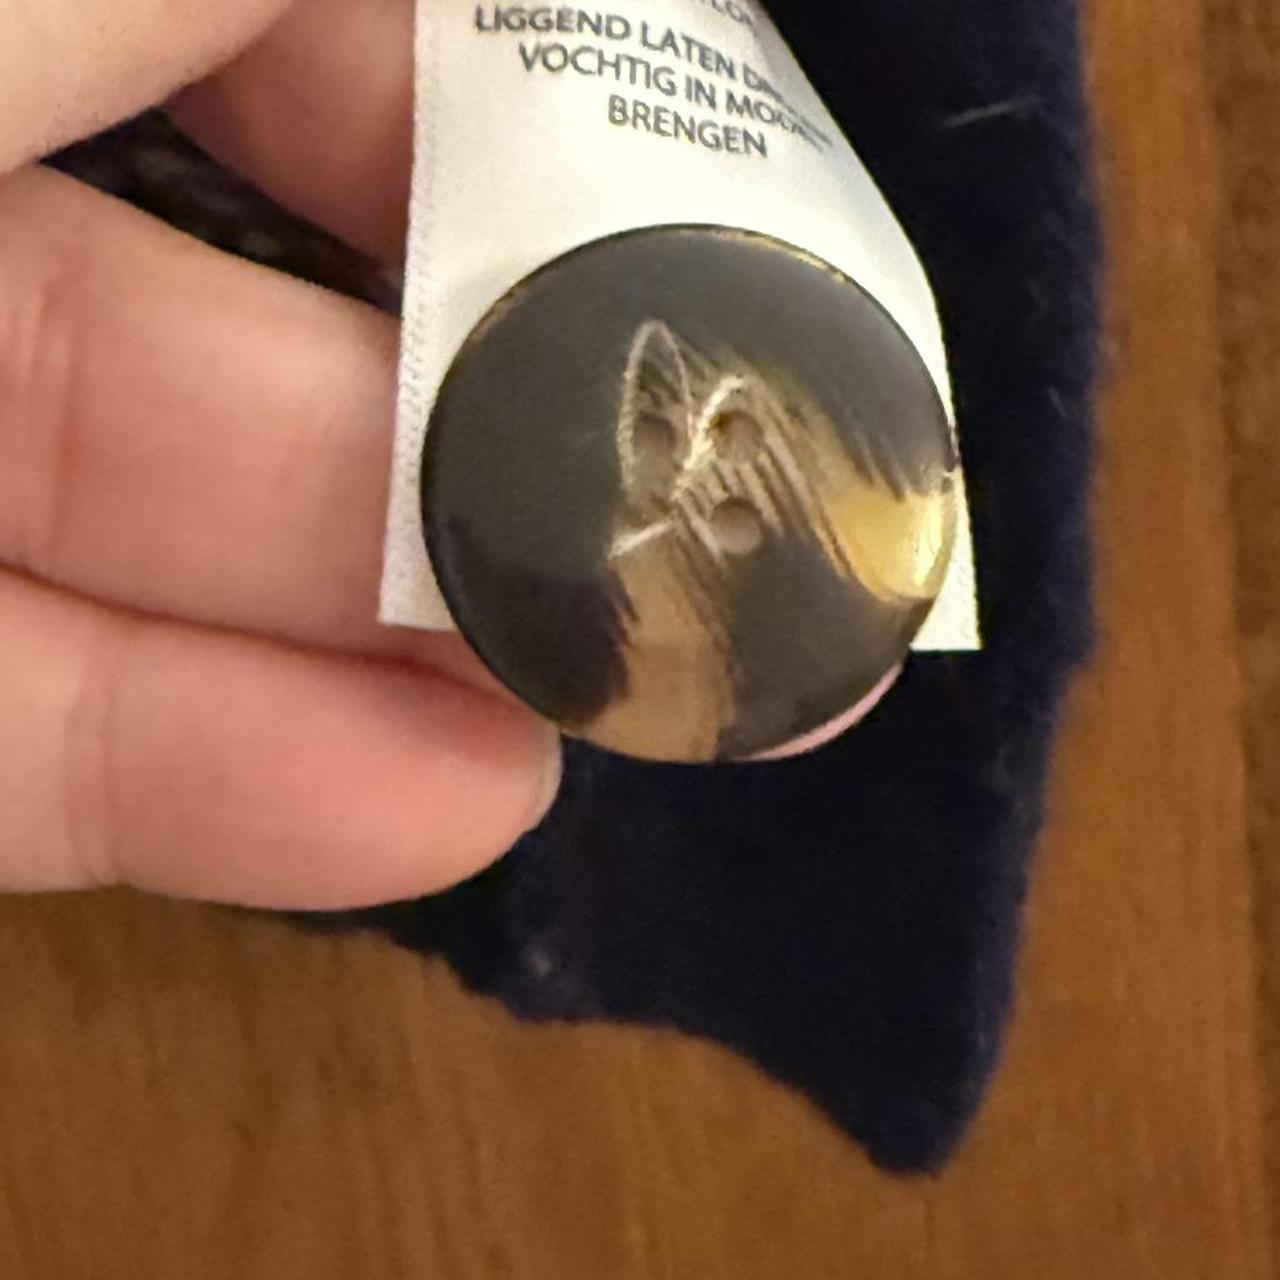 LIGGEND LATEN
VOCHTIG IN
BRENGEN